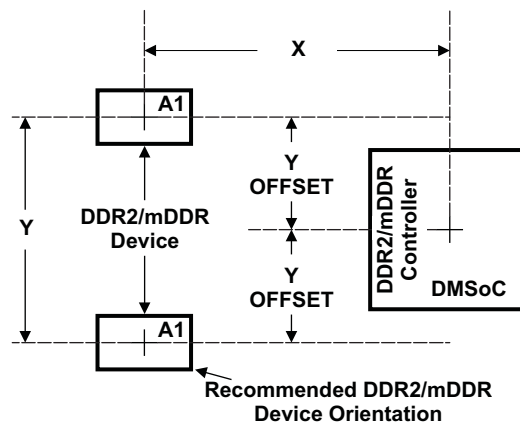 X
A1
Y
OFFSET
Y
DDR2/mDDR
Device
DDR2/mDDR
Controller
DMSoC
Y
OFFSET
A1
Recommended DDR2/mDDR
Device Orientation